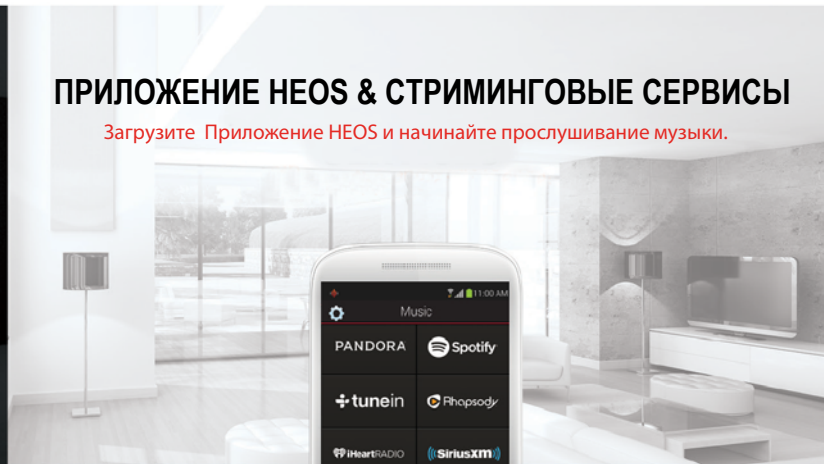 ПРИЛОЖЕНИЕ HEOS & СТРИМИНГОВЫЕ СЕРВИСЫ
Загрузите Приложение HEOS и начинайте прослушивание музыки.
11:00 AM
Music
PANDORA Spotify
tunein Rhapsody
iHeartRADIO SiriusXM